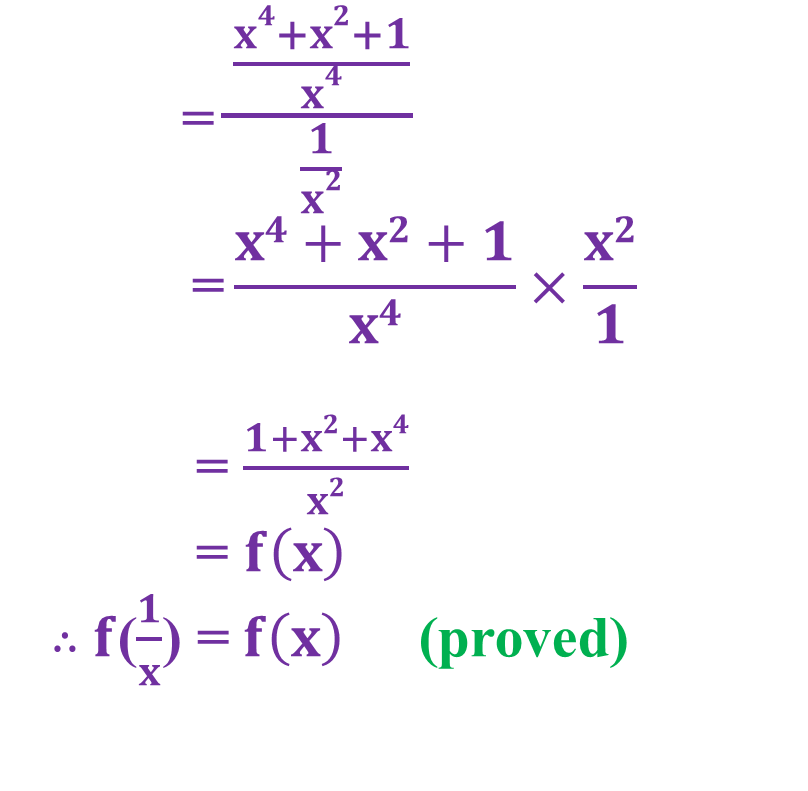 = ((x⁴+x²+1)/x⁴)/(1/x²)
= (x⁴ + x² + 1)/x⁴ × x²/1
= (1+x²+x⁴)/x²
= f(x)
∴ f(1/x) = f(x) (proved)